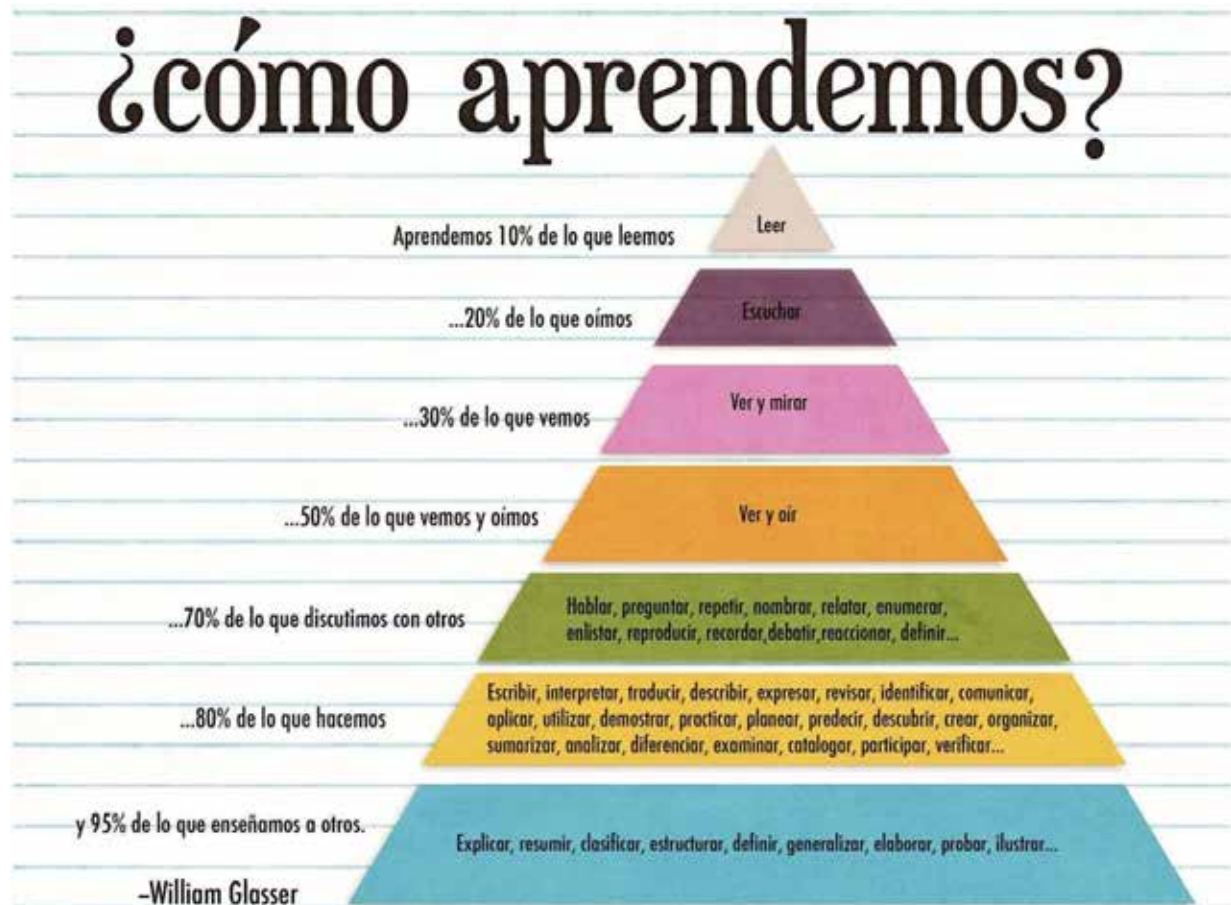 ¿cómo aprendemos?
Leer
Aprendemos 10% de lo que leemos
Escuchar
...20% de lo que oímos
Ver y mirar
...30% de lo que vemos
Ver y oír
...50% de lo que vemos y oímos
Hablar, preguntar, repetir, nombrar, relatar, enumerar,
enlistar, reproducir, recordar,debatir,reaccionar, definir...
...70% de lo que discutimos con otros
Escribir, interpretar, traducir, describir, expresar, revisar, identificar, comunicar,
aplicar, utilizar, demostrar, practicar, planear, predecir, descubrir, crear, organizar,
sumarizar, analizar, diferenciar, examinar, catalogar, participar, verificar...
...80% de lo que hacemos
y 95% de lo que enseñamos a otros.
Explicar, resumir, clasificar, estructurar, definir, generalizar, elaborar, probar, ilustrar...
–William Glasser